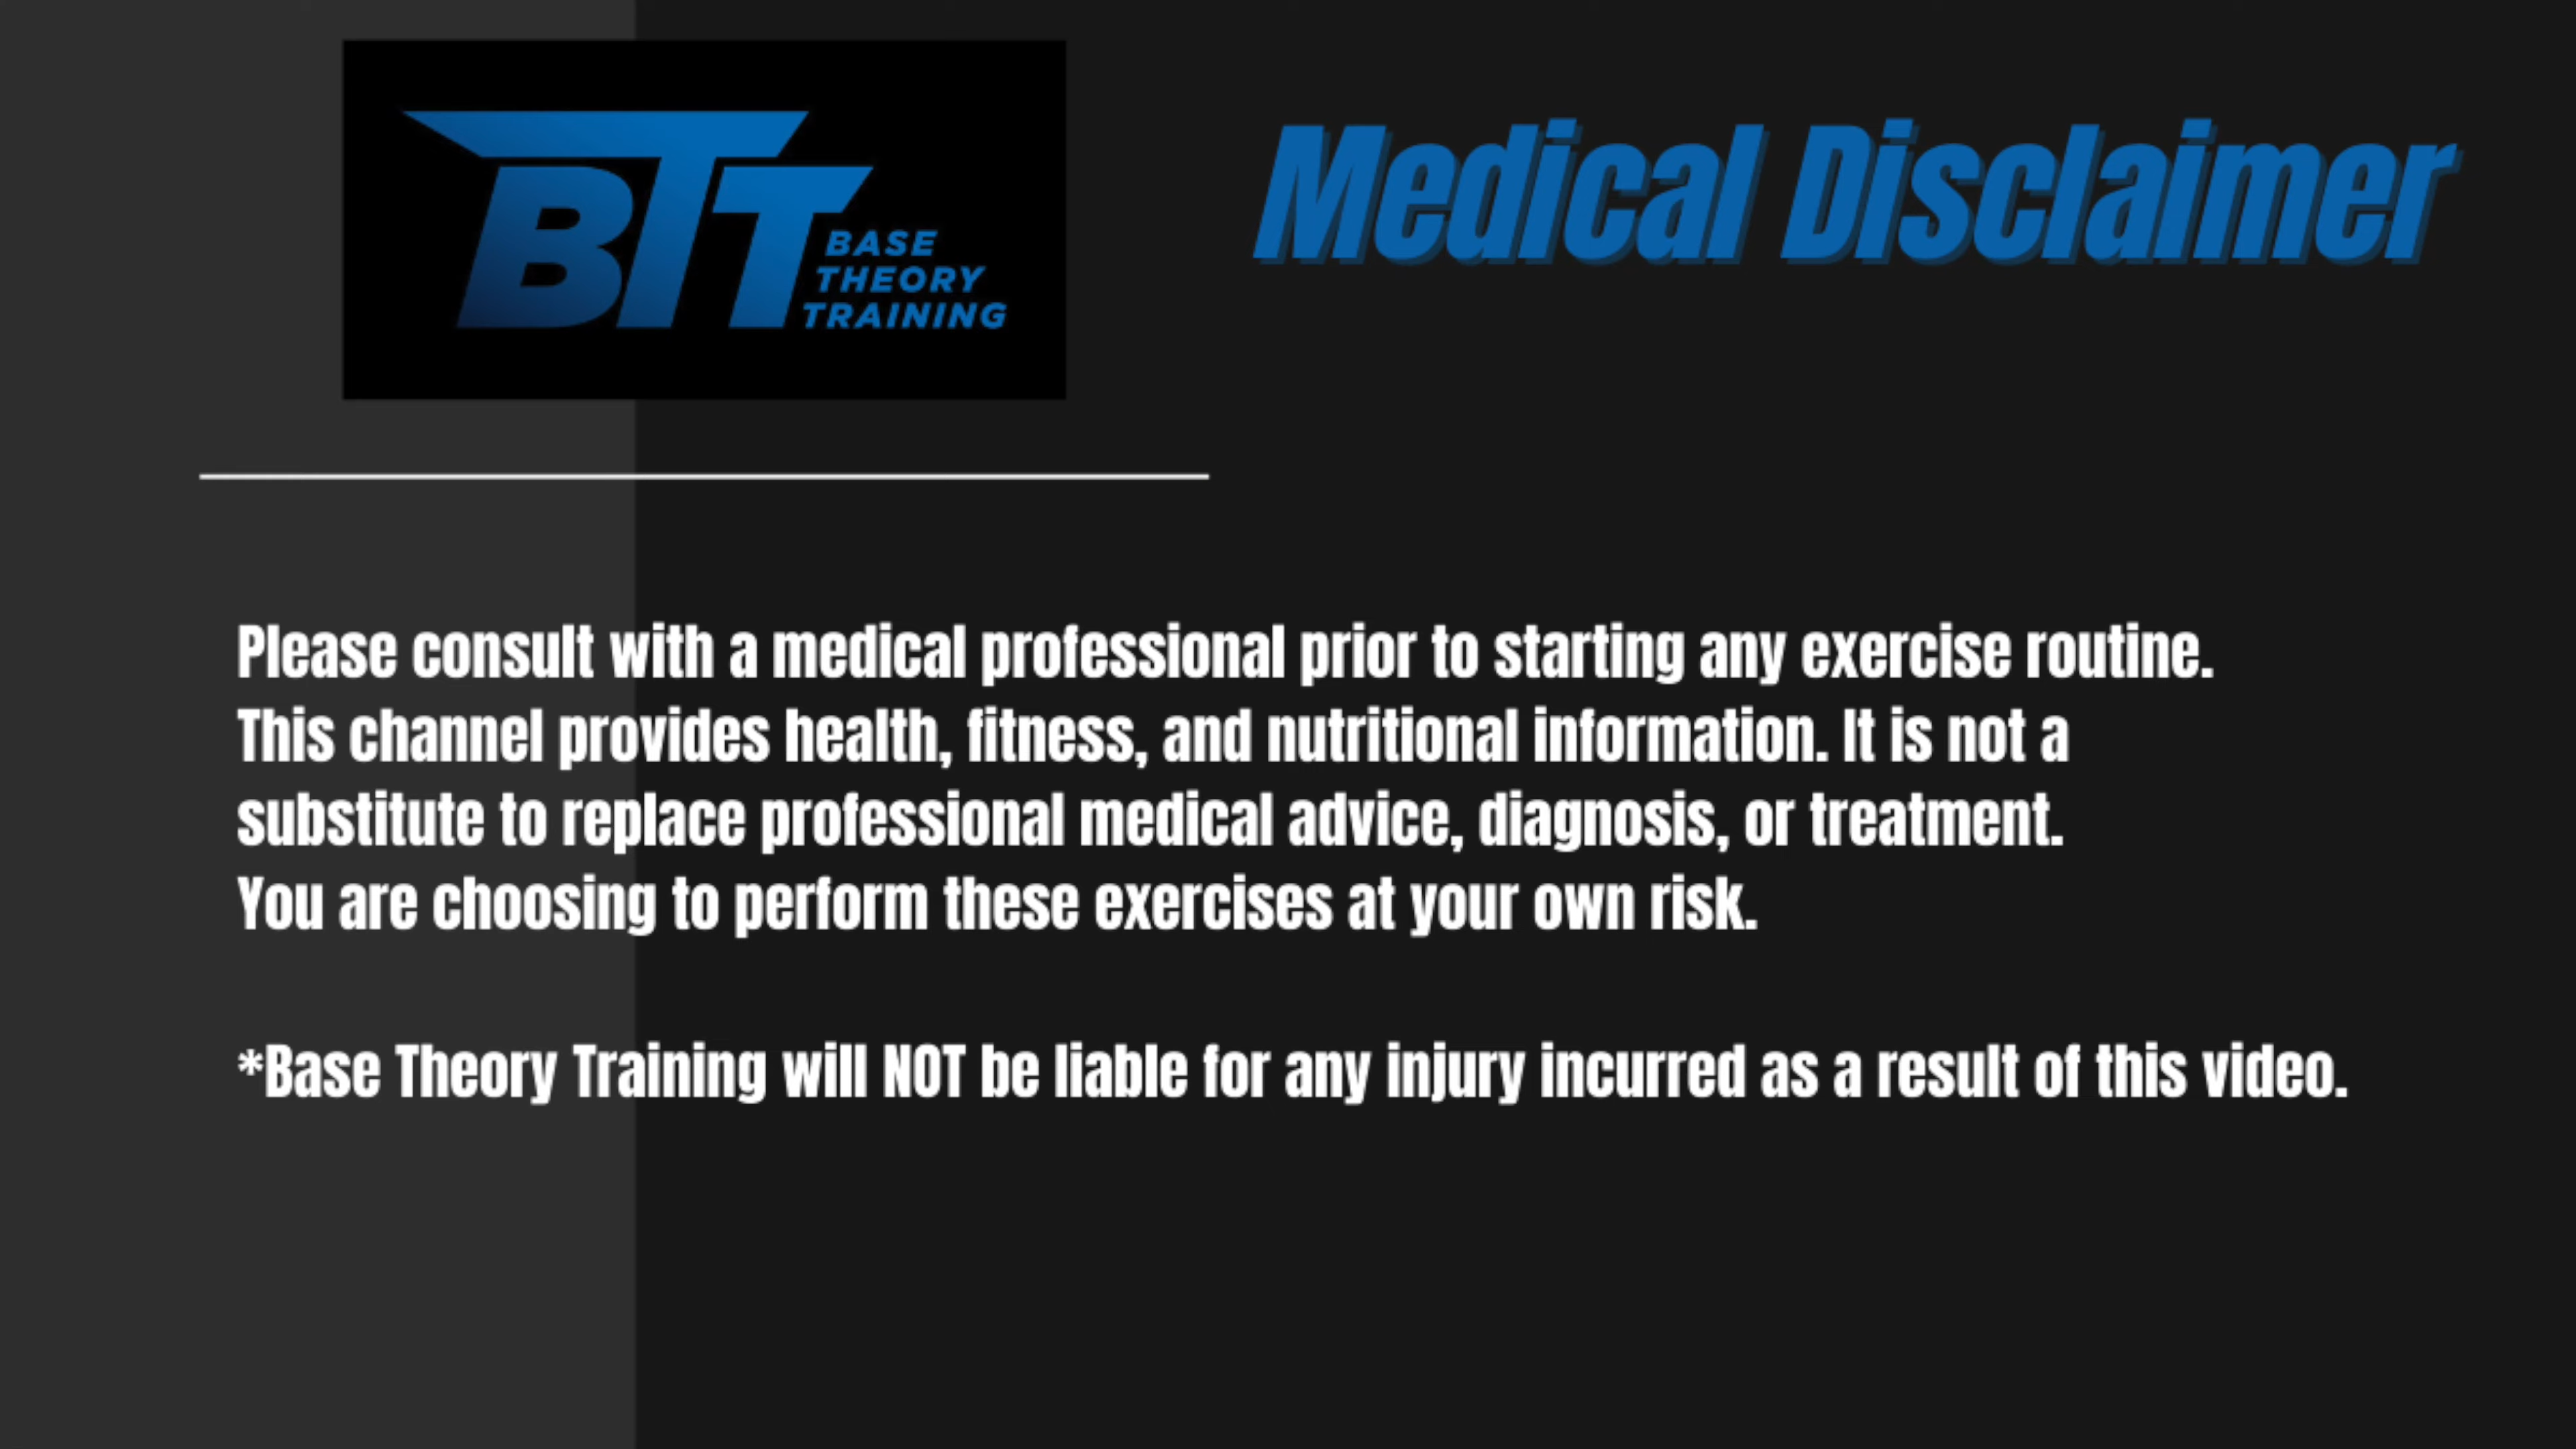 BTT
BASE
THEORY
TRAINING
Medical Disclaimer
Please consult with a medical professional prior to starting any exercise routine.
This channel provides health, fitness, and nutritional information. It is not a
substitute to replace professional medical advice, diagnosis, or treatment.
You are choosing to perform these exercises at your own risk.
*Base Theory Training will NOT be liable for any injury incurred as a result of this video.